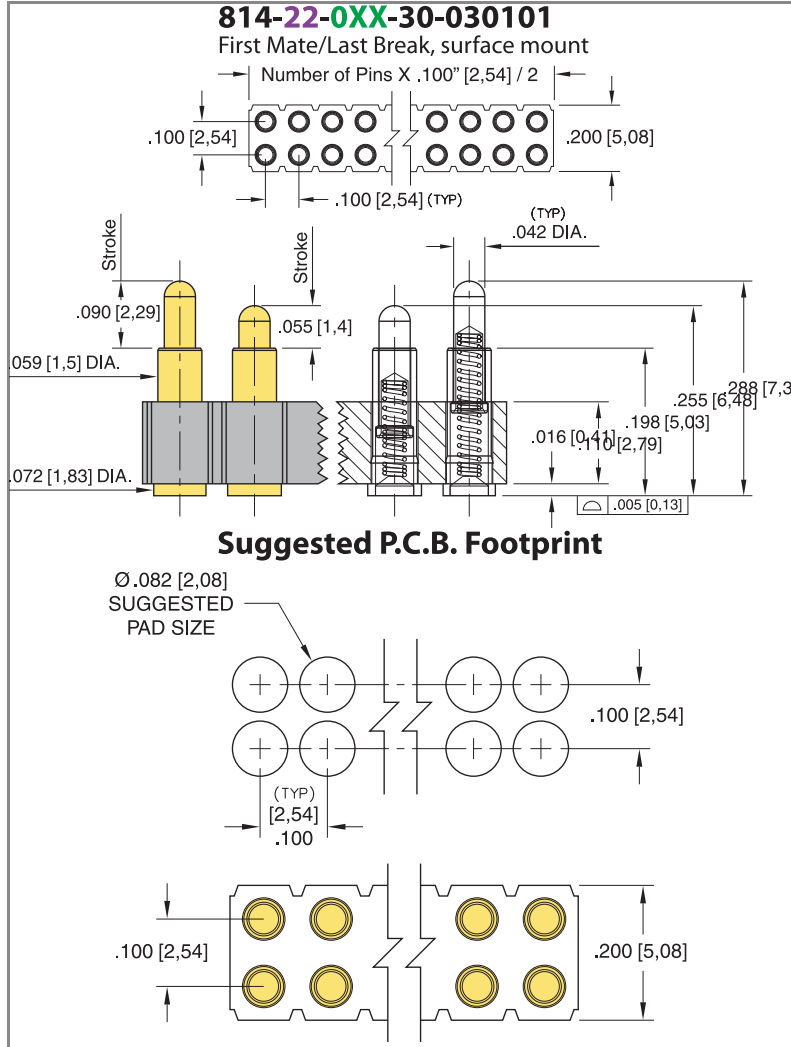 814-22-0XX-30-030101
First Mate/Last Break, surface mount
Number of Pins X .100" [2,54] / 2
.100 [2,54]
.200 [5,08]
.100 [2,54] (TYP)
(TYP)
.042 DIA.
Stroke
Stroke
.090 [2,29]
.055 [1,4]
.059 [1,5] DIA.
.288 [7,3
.255 [6,48]
.198 [5,03]
.016 [0,41]
.110 [2,79]
.072 [1,83] DIA.
.005 [0,13]
Suggested P.C.B. Footprint
Ø.082 [2,08]
SUGGESTED
PAD SIZE
.100 [2,54]
(TYP)
[2,54]
.100
.100 [2,54]
.200 [5,08]